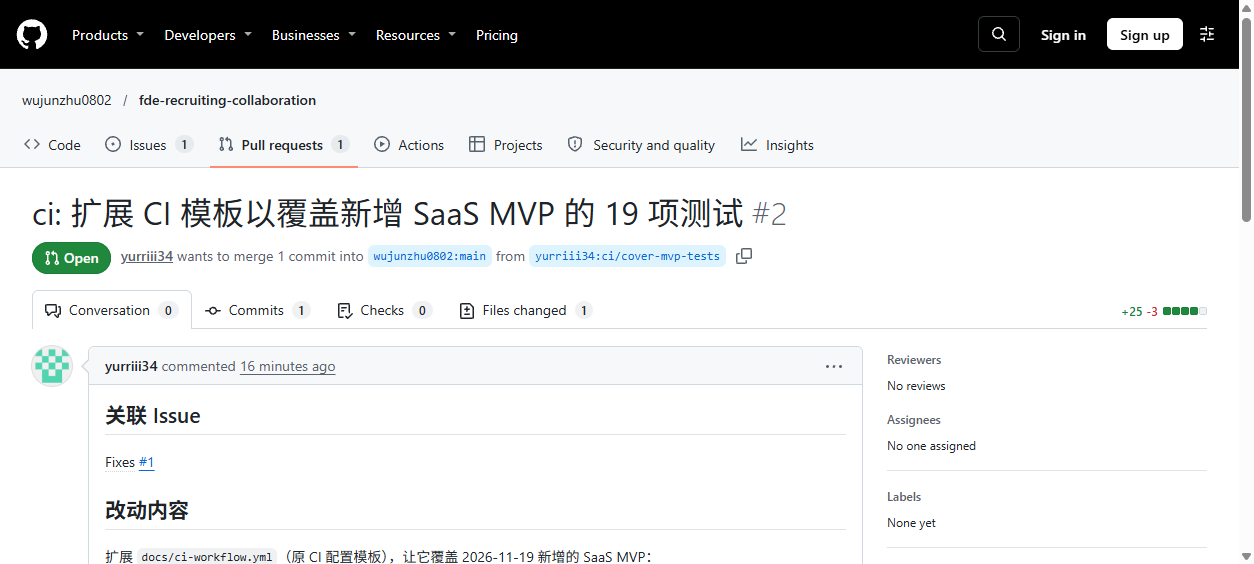 Products Developers Businesses Resources Pricing Sign in Sign up
wujunzhu0802 / fde-recruiting-collaboration
Code Issues 1 Pull requests 1 Actions Projects Security and quality Insights
ci: 扩展 CI 模板以覆盖新增 SaaS MVP 的 19 项测试 #2
Open yurriii34 wants to merge 1 commit into wujunzhu0802:main from yurriii34:ci/cover-mvp-tests
Conversation 0 Commits 1 Checks 0 Files changed 1 +25 -3
yurriii34 commented 16 minutes ago
关联 Issue
Fixes #1
改动内容
扩展 docs/ci-workflow.yml（原 CI 配置模板），让它覆盖 2026-11-19 新增的 SaaS MVP：
Reviewers
No reviews
Assignees
No one assigned
Labels
None yet